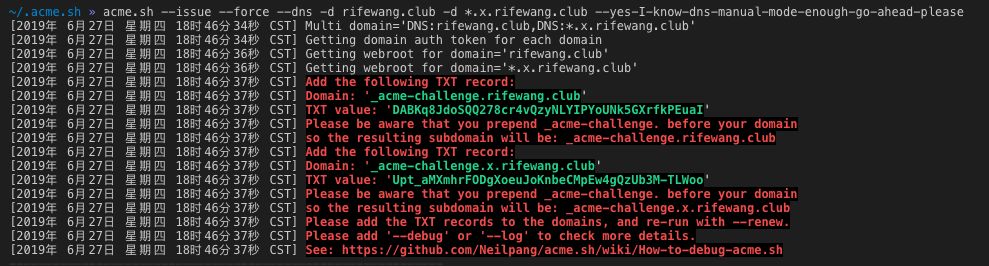 ~/.acme.sh » acme.sh --issue --force --dns -d rifewang.club -d *.x.rifewang.club --yes-I-know-dns-manual-mode-enough-go-ahead-please
[2019年 6月27日 星期四 18时46分34秒 CST] Multi domain='DNS:rifewang.club,DNS:*.x.rifewang.club'
[2019年 6月27日 星期四 18时46分34秒 CST] Getting domain auth token for each domain
[2019年 6月27日 星期四 18时46分36秒 CST] Getting webroot for domain='rifewang.club'
[2019年 6月27日 星期四 18时46分36秒 CST] Getting webroot for domain='*.x.rifewang.club'
[2019年 6月27日 星期四 18时46分37秒 CST] Add the following TXT record:
[2019年 6月27日 星期四 18时46分37秒 CST] Domain: '_acme-challenge.rifewang.club'
[2019年 6月27日 星期四 18时46分37秒 CST] TXT value: 'DABKq8JdoSQQ278cr4vQzyNLYIPYoUNk5GXrfkPEuaI'
[2019年 6月27日 星期四 18时46分37秒 CST] Please be aware that you prepend _acme-challenge. before your domain
[2019年 6月27日 星期四 18时46分37秒 CST] so the resulting subdomain will be: _acme-challenge.rifewang.club
[2019年 6月27日 星期四 18时46分37秒 CST] Add the following TXT record:
[2019年 6月27日 星期四 18时46分37秒 CST] Domain: '_acme-challenge.x.rifewang.club'
[2019年 6月27日 星期四 18时46分37秒 CST] TXT value: 'Upt_aMXmhrFODgXoeuJoKnbeCMpEw4gQzUb3M-TLWoo'
[2019年 6月27日 星期四 18时46分37秒 CST] Please be aware that you prepend _acme-challenge. before your domain
[2019年 6月27日 星期四 18时46分37秒 CST] so the resulting subdomain will be: _acme-challenge.x.rifewang.club
[2019年 6月27日 星期四 18时46分37秒 CST] Please add the TXT records to the domains, and re-run with --renew.
[2019年 6月27日 星期四 18时46分37秒 CST] Please add '--debug' or '--log' to check more details.
[2019年 6月27日 星期四 18时46分37秒 CST] See: https://github.com/Neilpang/acme.sh/wiki/How-to-debug-acme.sh